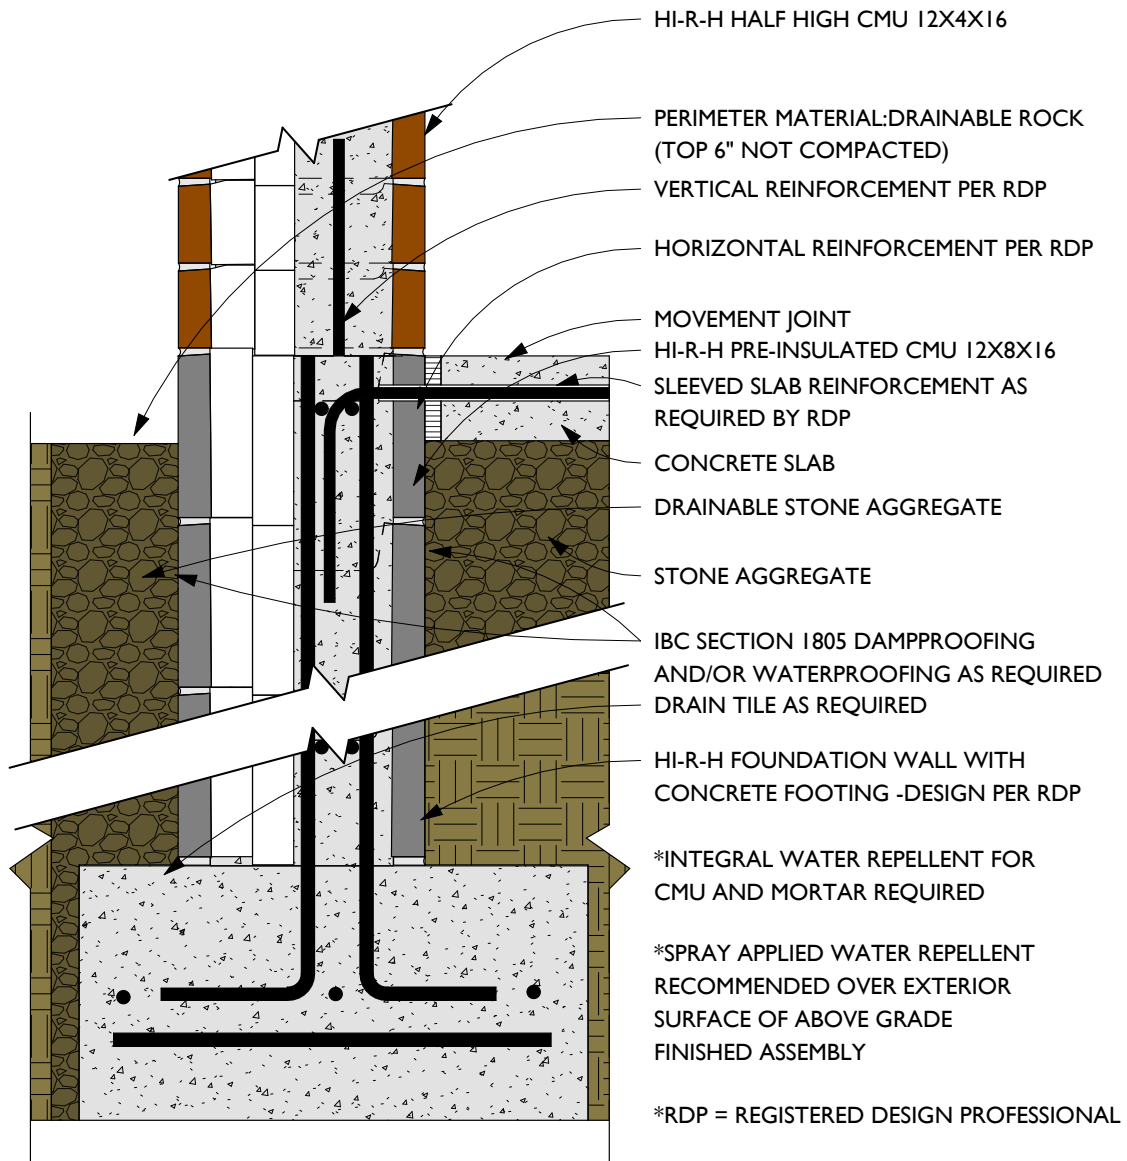 HI-R-H HALF HIGH CMU 12X4X16
PERIMETER MATERIAL:DRAINABLE ROCK
(TOP 6" NOT COMPACTED)
VERTICAL REINFORCEMENT PER RDP
HORIZONTAL REINFORCEMENT PER RDP
MOVEMENT JOINT
HI-R-H PRE-INSULATED CMU 12X8X16
SLEEVED SLAB REINFORCEMENT AS
REQUIRED BY RDP
CONCRETE SLAB
DRAINABLE STONE AGGREGATE
STONE AGGREGATE
IBC SECTION 1805 DAMPPROOFING
AND/OR WATERPROOFING AS REQUIRED
DRAIN TILE AS REQUIRED
HI-R-H FOUNDATION WALL WITH
CONCRETE FOOTING -DESIGN PER RDP
*INTEGRAL WATER REPELLENT FOR
CMU AND MORTAR REQUIRED
*SPRAY APPLIED WATER REPELLENT
RECOMMENDED OVER EXTERIOR
SURFACE OF ABOVE GRADE
FINISHED ASSEMBLY
*RDP = REGISTERED DESIGN PROFESSIONAL